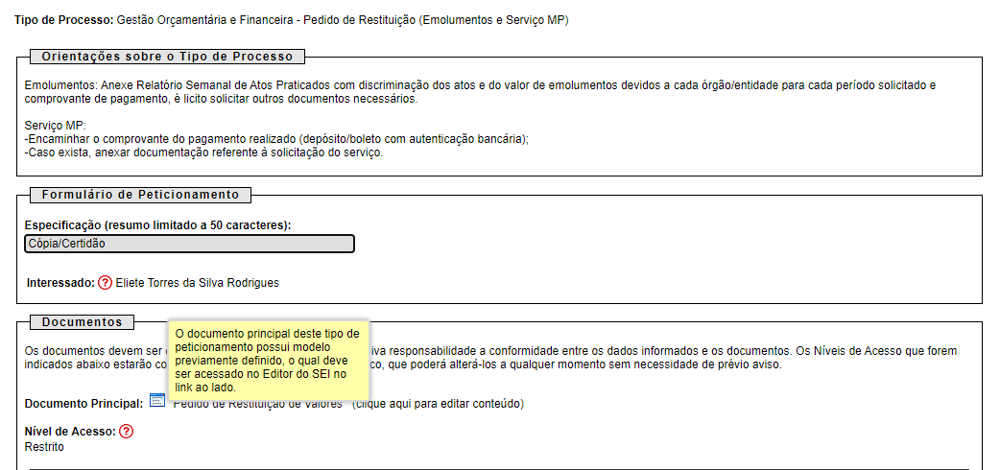 Tipo de Processo: Gestão Orçamentária e Financeira - Pedido de Restituição (Emolumentos e Serviço MP)
Orientações sobre o Tipo de Processo
Emolumentos: Anexe Relatório Semanal de Atos Praticados com discriminação dos atos e do valor de emolumentos devidos a cada órgão/entidade para cada período solicitado e
comprovante de pagamento, é licito solicitar outros documentos necessários.
Serviço MP:
-Encaminhar o comprovante do pagamento realizado (depósito/boleto com autenticação bancária);
-Caso exista, anexar documentação referente à solicitação do serviço.
Formulário de Peticionamento
Especificação (resumo limitado a 50 caracteres):
Cópia/Certidão
Interessado: ? Eliete Torres da Silva Rodrigues
Documentos
O documento principal deste tipo de
peticionamento possui modelo
previamente definido, o qual deve
ser acessado no Editor do SEI no
link ao lado.
Os documentos devem ser responsabilidade a conformidade entre os dados informados e os documentos. Os Níveis de Acesso que forem
indicados abaixo estarão que poderá alterá-los a qualquer momento sem necessidade de prévio aviso.
Documento Principal: Pedido de Restituição de Valores (clique aqui para editar conteúdo)
Nível de Acesso: ?
Restrito